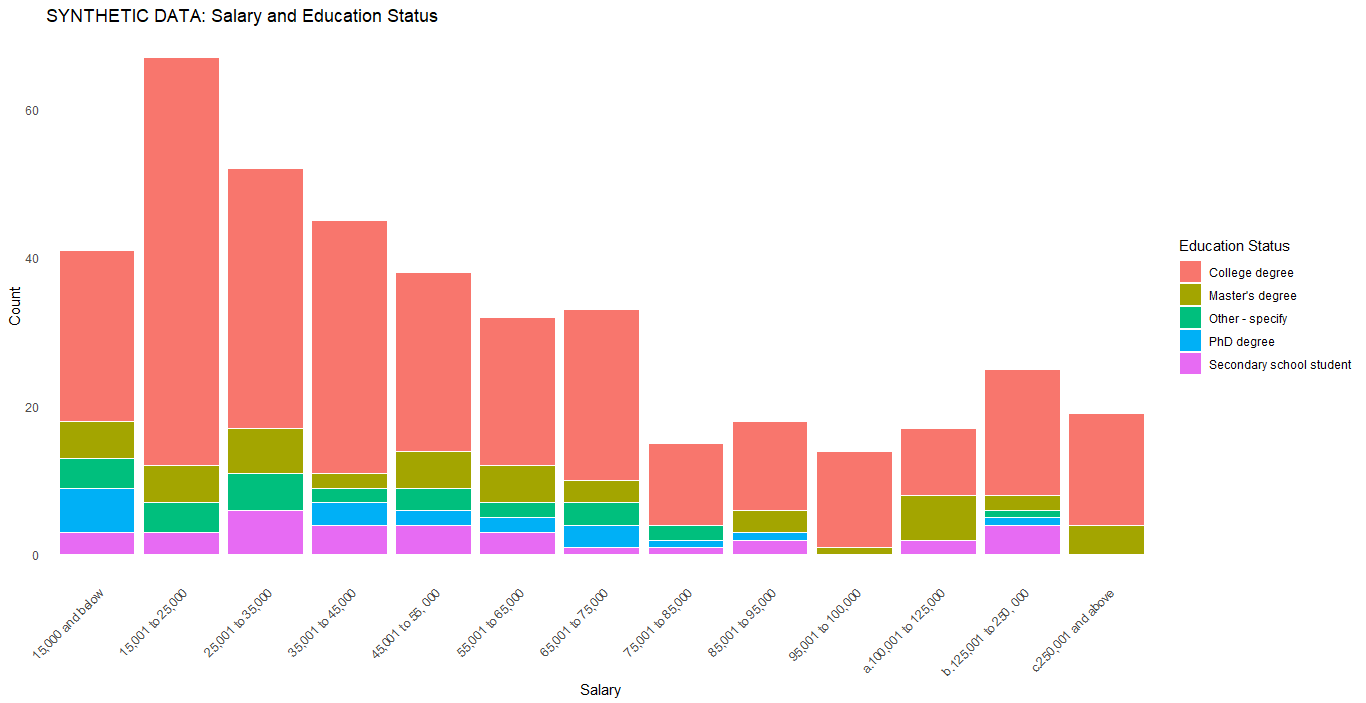 SYNTHETIC DATA: Salary and Education Status
60
40
20
0
Count
15,000 and below
15,001 to 25,000
25,001 to 35,000
35,001 to 45,000
45,001 to 55, 000
55,001 to 65,000
65,001 to 75,000
75,001 to 85,000
85,001 to 95,000
95,001 to 100,000
a.100,001 to 125,000
b.125,001 to 250, 000
c.250,001 and above
Salary
Education Status
College degree
Master's degree
Other - specify
PhD degree
Secondary school student